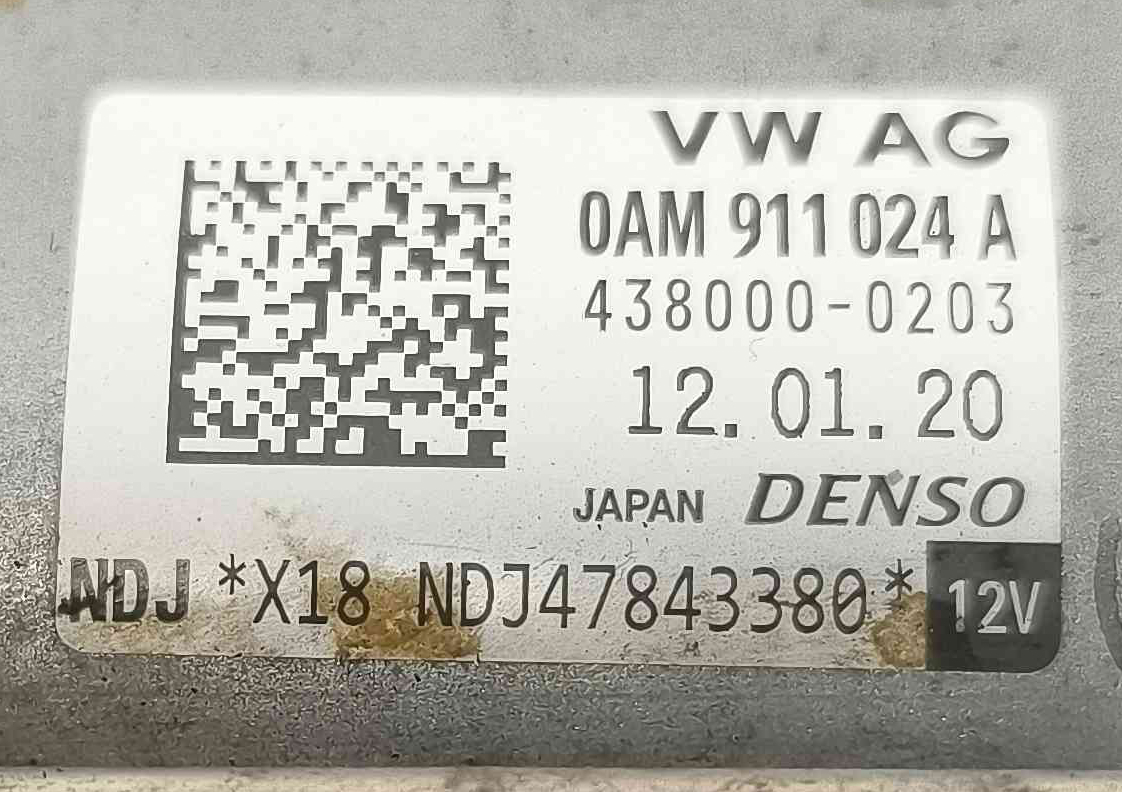 VW AG
0AM 911 024 A
438000-0203
12.01.20
JAPAN DENSO
NDJ *X18 NDJ47843380* 12V